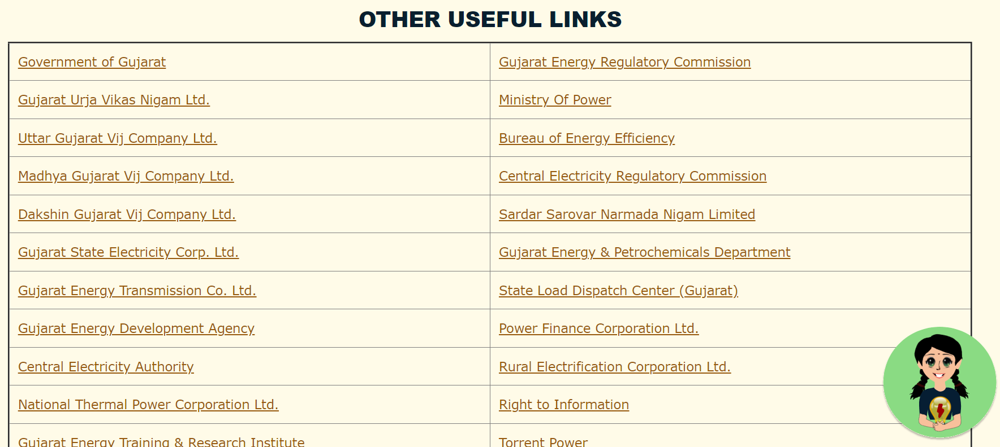 OTHER USEFUL LINKS
Government of Gujarat
Gujarat Energy Regulatory Commission
Gujarat Urja Vikas Nigam Ltd.
Ministry Of Power
Uttar Gujarat Vij Company Ltd.
Bureau of Energy Efficiency
Madhya Gujarat Vij Company Ltd.
Central Electricity Regulatory Commission
Dakshin Gujarat Vij Company Ltd.
Sardar Sarovar Narmada Nigam Limited
Gujarat State Electricity Corp. Ltd.
Gujarat Energy & Petrochemicals Department
Gujarat Energy Transmission Co. Ltd.
State Load Dispatch Center (Gujarat)
Gujarat Energy Development Agency
Power Finance Corporation Ltd.
Central Electricity Authority
Rural Electrification Corporation Ltd.
National Thermal Power Corporation Ltd.
Right to Information
Gujarat Energy Training & Research Institute
Torrent Power